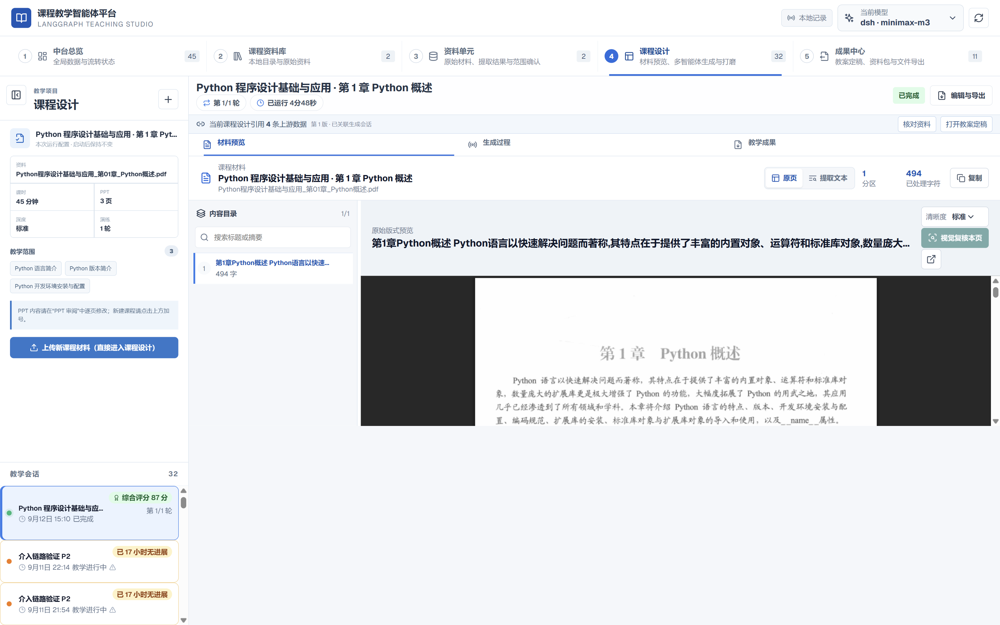 课程教学智能体平台
LANGGRAPH TEACHING STUDIO
本地记录
当前模型
dsh · minimax-m3
1
中台总览
全局数据与流转状态
45
2
课程资料库
本地目录与原始资料
2
3
资料单元
原始材料、提取结果与范围确认
2
4
课程设计
材料预览、多智能体生成与打磨
32
5
成果中心
教案定稿、资料包与文件导出
11
教学项目
课程设计
Python 程序设计基础与应用 · 第 1 章 Pyt...
本次运行配置 · 启动后保持不变
资料
Python程序设计基础与应用_第01章_Python概述.pdf
课时
45 分钟
PPT
3 页
深度
标准
演练
1 轮
教学范围
3
Python 语言简介
Python 版本简介
Python 开发环境安装与配置
PPT 内容请在“PPT 审阅”中逐页修改；新建课程请点击上方加
号。
上传新课程材料（直接进入课程设计）
教学会话
32
综合评分 87 分
Python 程序设计基础与应...
第 1/1 轮
9月12日 15:10 已完成
已 17 小时无进展
介入链路验证 P2
9月11日 22:14 教学进行中
已 17 小时无进展
介入链路验证 P2
9月11日 21:54 教学进行中
Python 程序设计基础与应用 · 第 1 章 Python 概述
第 1/1 轮
已运行 4分48秒
已完成
编辑与导出
当前课程设计引用 4 条上游数据 第 1 版 · 已关联生成会话
核对资料
打开教案定稿
材料预览
生成过程
教学成果
课程材料
Python 程序设计基础与应用 · 第 1 章 Python 概述
Python程序设计基础与应用_第01章_Python概述.pdf
原页
提取文本
1
分区
494
已处理字符
复制
内容目录
1/1
搜索标题或摘要
1
第1章Python概述 Python语言以快速...
494 字
原始版式预览
第1章Python概述 Python语言以快速解决问题而著称,其特点在于提供了丰富的内置对象、运算符和标准库对象,数量庞大...
清晰度 标准
视觉复核本页
第 1 章 Python 概述
Python 语言以快速解决问题而著称，其特点在于提供了丰富的内置对象、运算符和标准库对
象，数量庞大的扩展库更是极大增强了 Python 的功能，大幅度拓展了 Python 的用武之地，其应用
几乎已经渗透到了所有领域和学科。本章将介绍 Python 语言的特点、版本、开发环境安装与配
置、编码规范、扩展库的安装、标准库对象与扩展库对象的导入和使用，以及__name__属性。